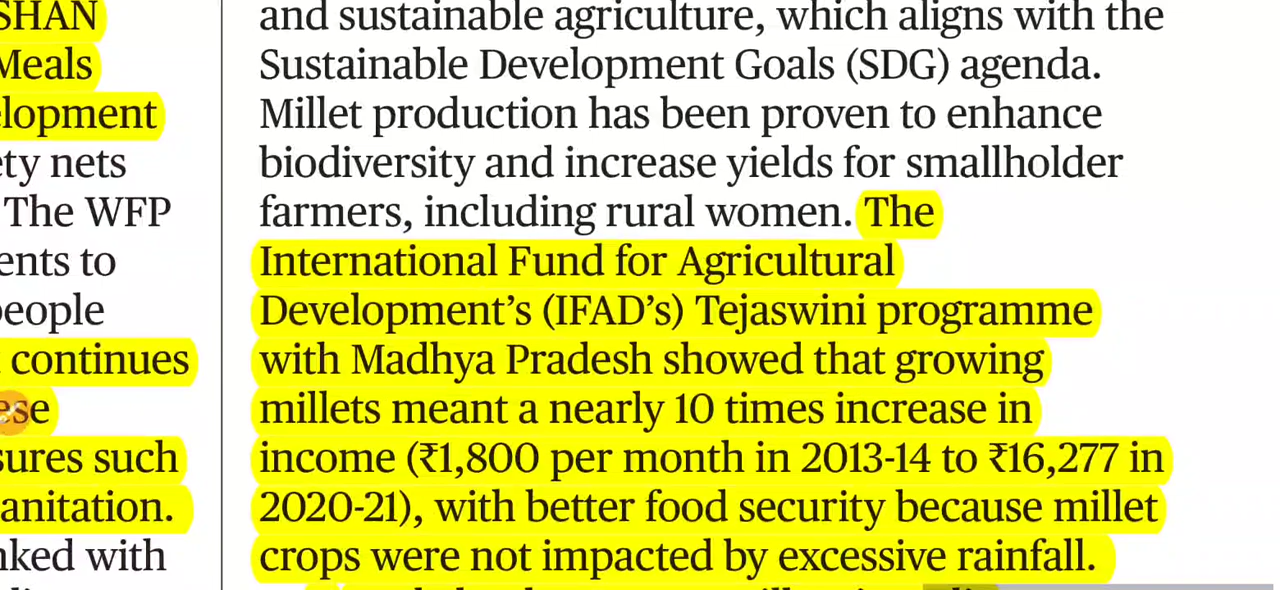 SHAN
Meals
elopment
ety nets
The WFP
ents to
people
continues
ese
sures such
anitation.
nked with
and sustainable agriculture, which aligns with the
Sustainable Development Goals (SDG) agenda.
Millet production has been proven to enhance
biodiversity and increase yields for smallholder
farmers, including rural women. The
International Fund for Agricultural
Development’s (IFAD’s) Tejaswini programme
with Madhya Pradesh showed that growing
millets meant a nearly 10 times increase in
income (₹1,800 per month in 2013-14 to ₹16,277 in
2020-21), with better food security because millet
crops were not impacted by excessive rainfall.